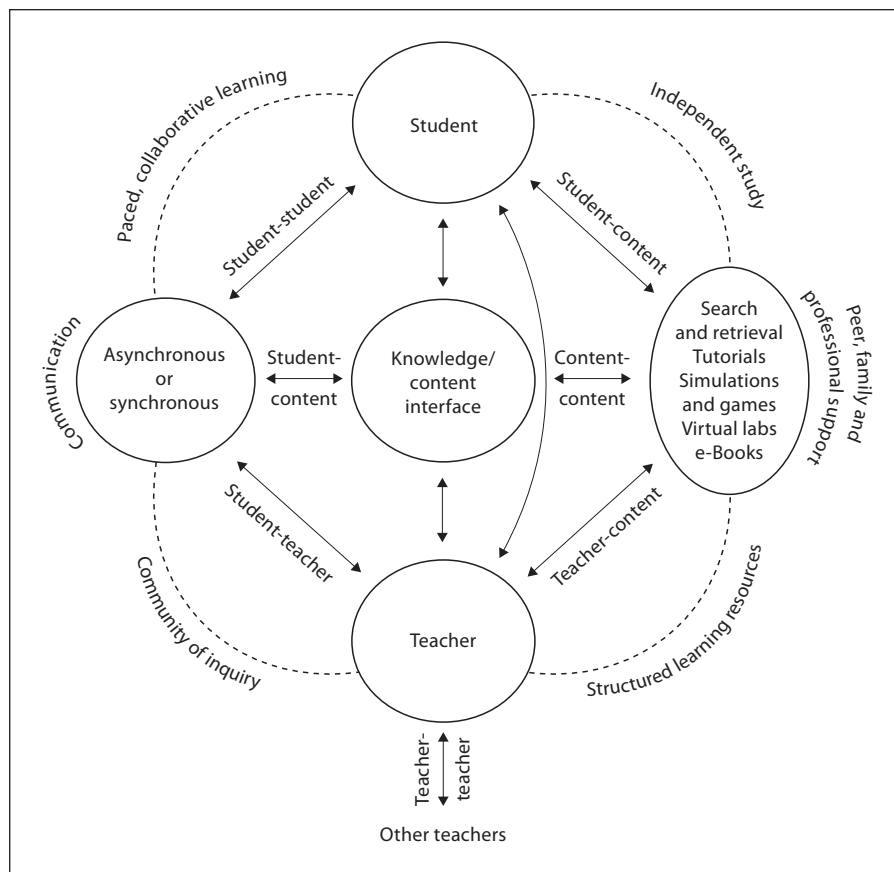 Paced, collaborative learning
Independent study
Student
Student-student
Student-content
Communication
Asynchronous
or
synchronous
Student-
content
Knowledge/
content
interface
Content-
content
Search
and retrieval
Tutorials
Simulations
and games
Virtual labs
e-Books
Peer, family and
professional support
Student-teacher
Teacher-content
Community of inquiry
Structured learning resources
Teacher
Teacher-
teacher
Other teachers